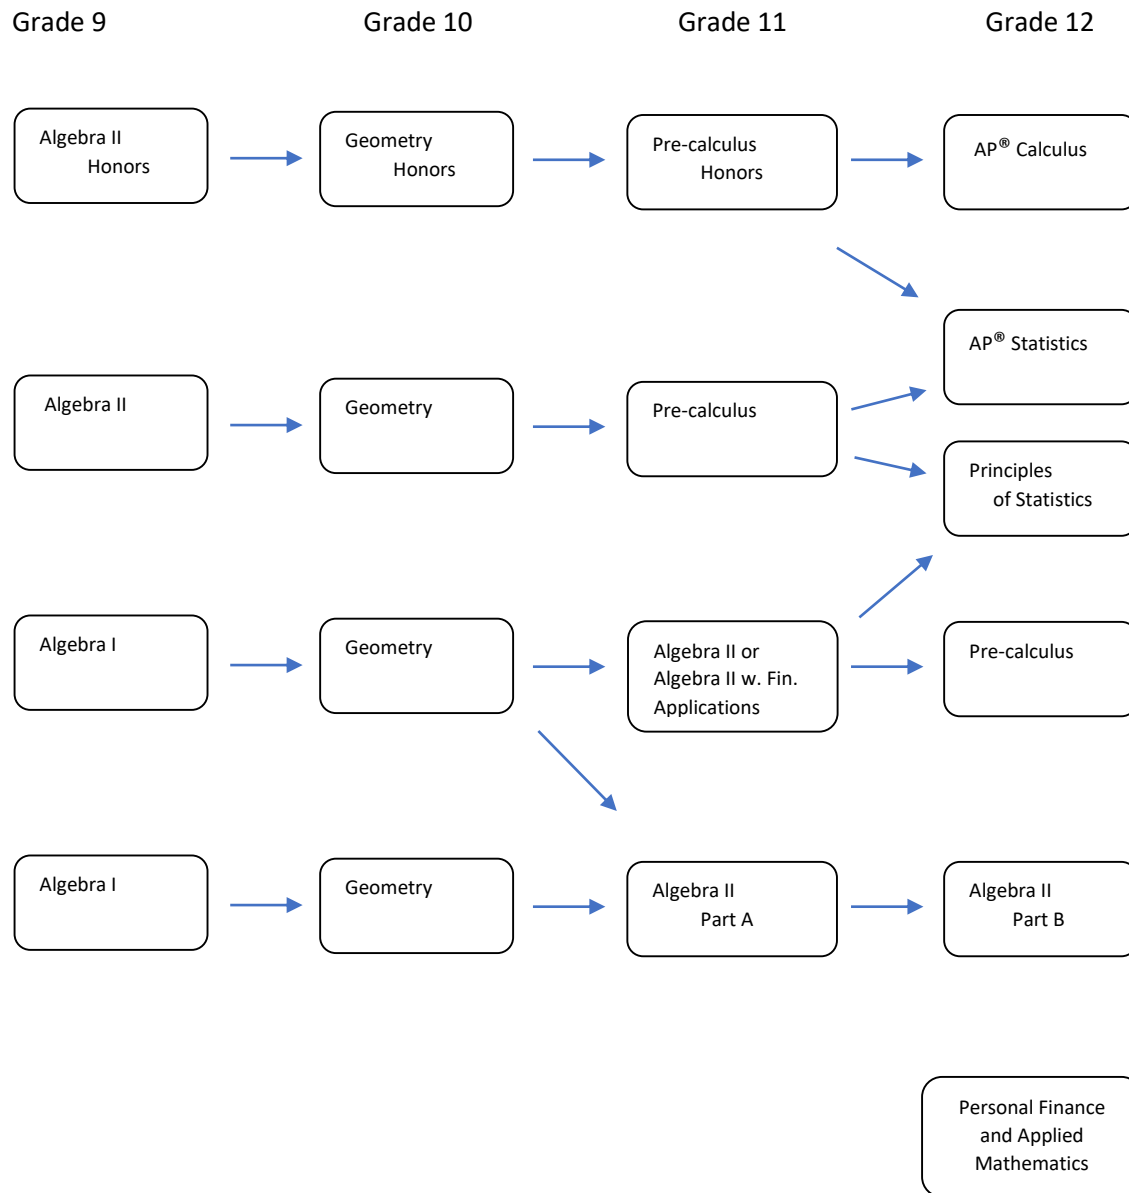 Grade 9 Grade 10 Grade 11 Grade 12
Algebra II
Honors
Geometry
Honors
Pre-calculus
Honors
AP® Calculus
AP® Statistics
Algebra II
Geometry
Pre-calculus
Principles
of Statistics
Algebra I
Geometry
Algebra II or
Algebra II w. Fin.
Applications
Pre-calculus
Algebra I
Geometry
Algebra II
Part A
Algebra II
Part B
Personal Finance
and Applied
Mathematics